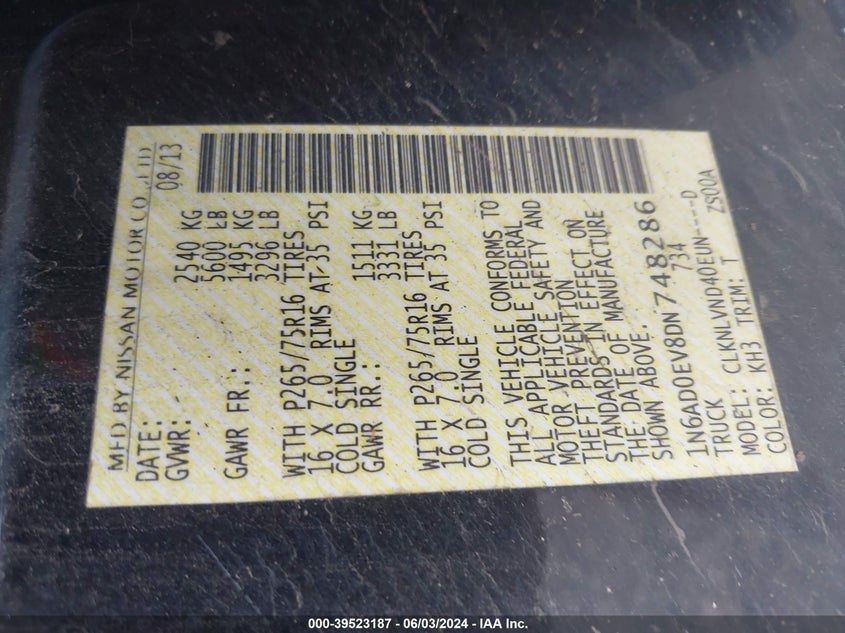 MFD BY NISSAN MOTOR CO., LTD
DATE: 08/13
GVWR: 2540 KG
5600 LB
GAWR FR.: 1495 KG
3296 LB
WITH P265/75R16 TIRES
16 X 7.0 RIMS AT 35 PSI
COLD SINGLE
GAWR RR.: 1511 KG
3331 LB
WITH P265/75R16 TIRES
16 X 7.0 RIMS AT 35 PSI
COLD SINGLE
THIS VEHICLE CONFORMS TO
ALL APPLICABLE FEDERAL
MOTOR VEHICLE SAFETY AND
THEFT PREVENTION
STANDARDS IN EFFECT ON
THE DATE OF MANUFACTURE
SHOWN ABOVE.
1N6AD0EV8DN748286
TRUCK 734
MODEL: CLKNLVND40EUN----D
COLOR: KH3 TRIM: T ZS00A
000-39523187 - 06/03/2024 - IAA Inc.